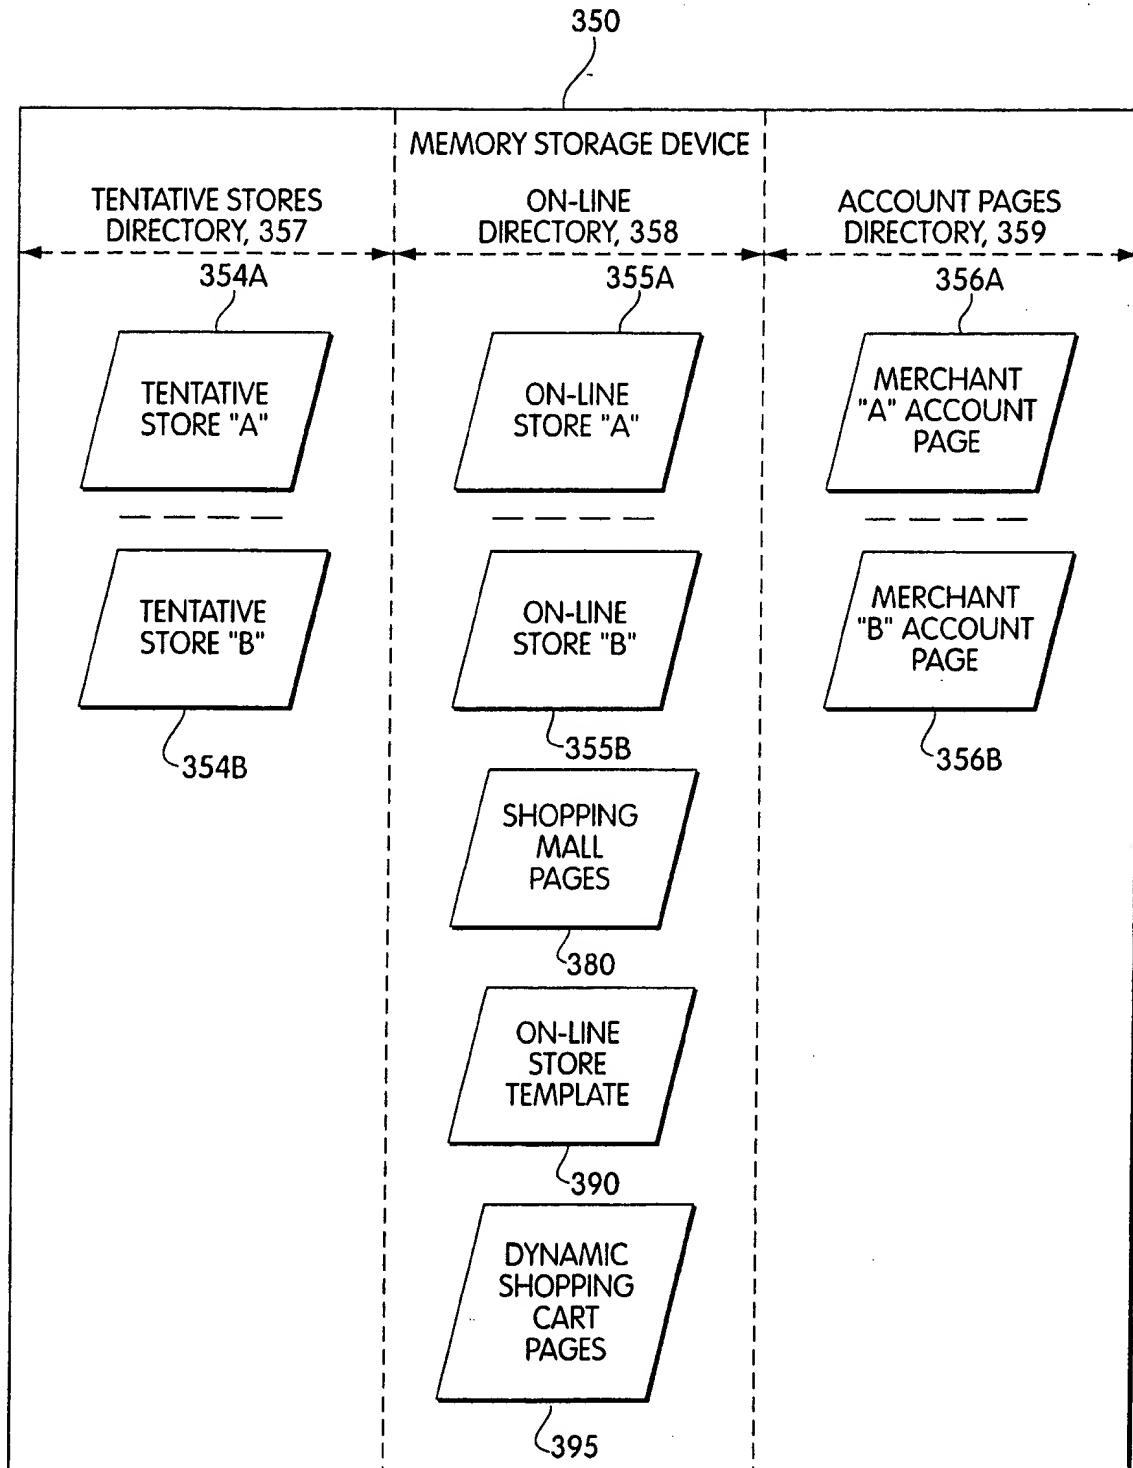 350
MEMORY STORAGE DEVICE
TENTATIVE STORES
DIRECTORY, 357
ON-LINE
DIRECTORY, 358
ACCOUNT PAGES
DIRECTORY, 359
354A
355A
356A
TENTATIVE
STORE "A"
ON-LINE
STORE "A"
MERCHANT
"A" ACCOUNT
PAGE
TENTATIVE
STORE "B"
ON-LINE
STORE "B"
MERCHANT
"B" ACCOUNT
PAGE
354B
355B
356B
SHOPPING
MALL
PAGES
380
ON-LINE
STORE
TEMPLATE
390
DYNAMIC
SHOPPING
CART
PAGES
395